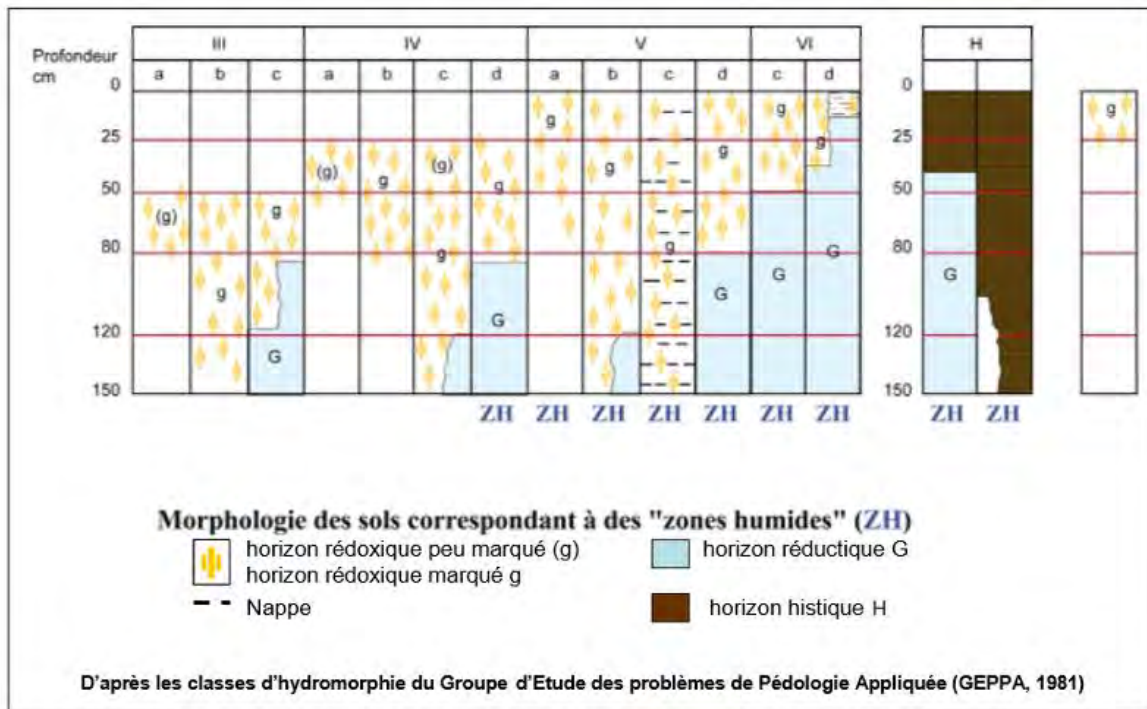 III IV V VI H
Profondeur
cm
a b c a b c d a b c d c d
0 0
g g g g
25 25
(g) g (g) g g g g
50 50
(g) g g g
80 80
g G G G G G
120 120
G
150 150
ZH ZH ZH ZH ZH ZH ZH ZH ZH
Morphologie des sols correspondant à des "zones humides" (ZH)
horizon rédoxique peu marqué (g)
horizon rédoxique marqué g
Nappe
horizon réductique G
horizon histique H
D'après les classes d'hydromorphie du Groupe d'Etude des problèmes de Pédologie Appliquée (GEPPA, 1981)